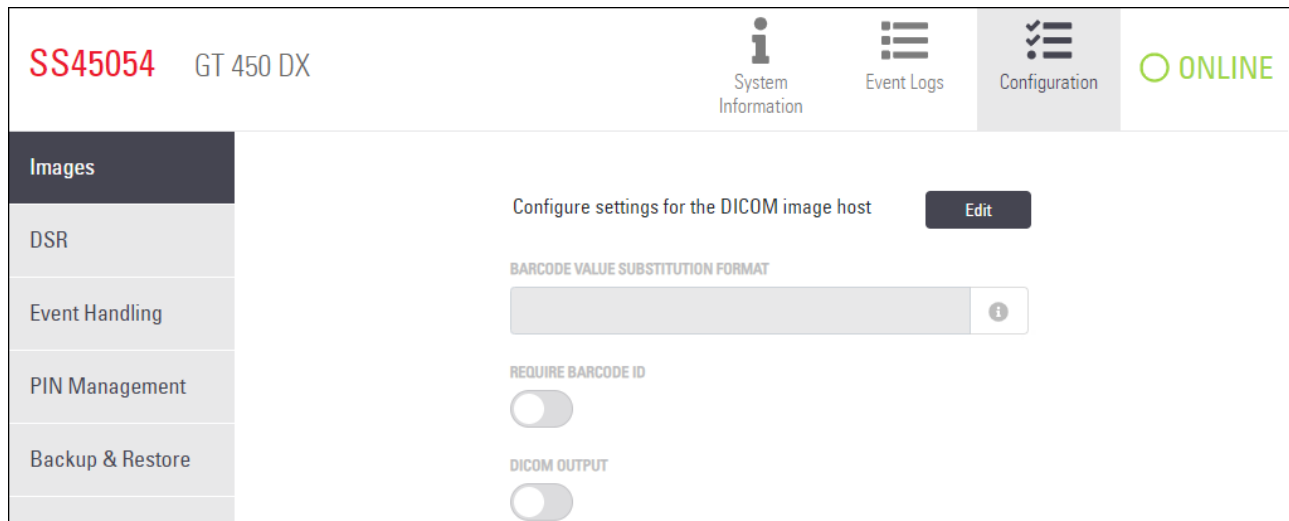 SS45054 GT 450 DX
System
Information
Event Logs
Configuration
ONLINE
Images
DSR
Event Handling
PIN Management
Backup & Restore
Configure settings for the DICOM image host
Edit
BARCODE VALUE SUBSTITUTION FORMAT
REQUIRE BARCODE ID
DICOM OUTPUT